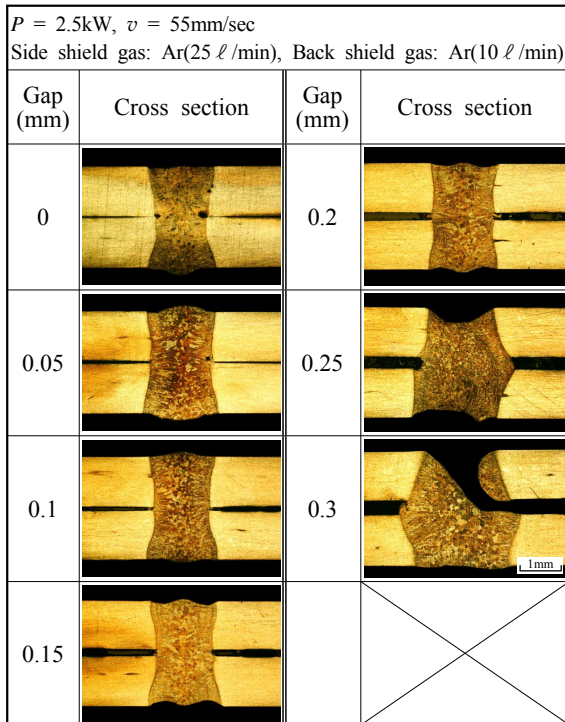 P = 2.5kW, v = 55mm/sec
Side shield gas: Ar(25 ℓ/min), Back shield gas: Ar(10 ℓ/min)
Gap (mm) Cross section Gap (mm) Cross section
0 0.2
0.05 0.25
0.1 0.3
1mm
0.15